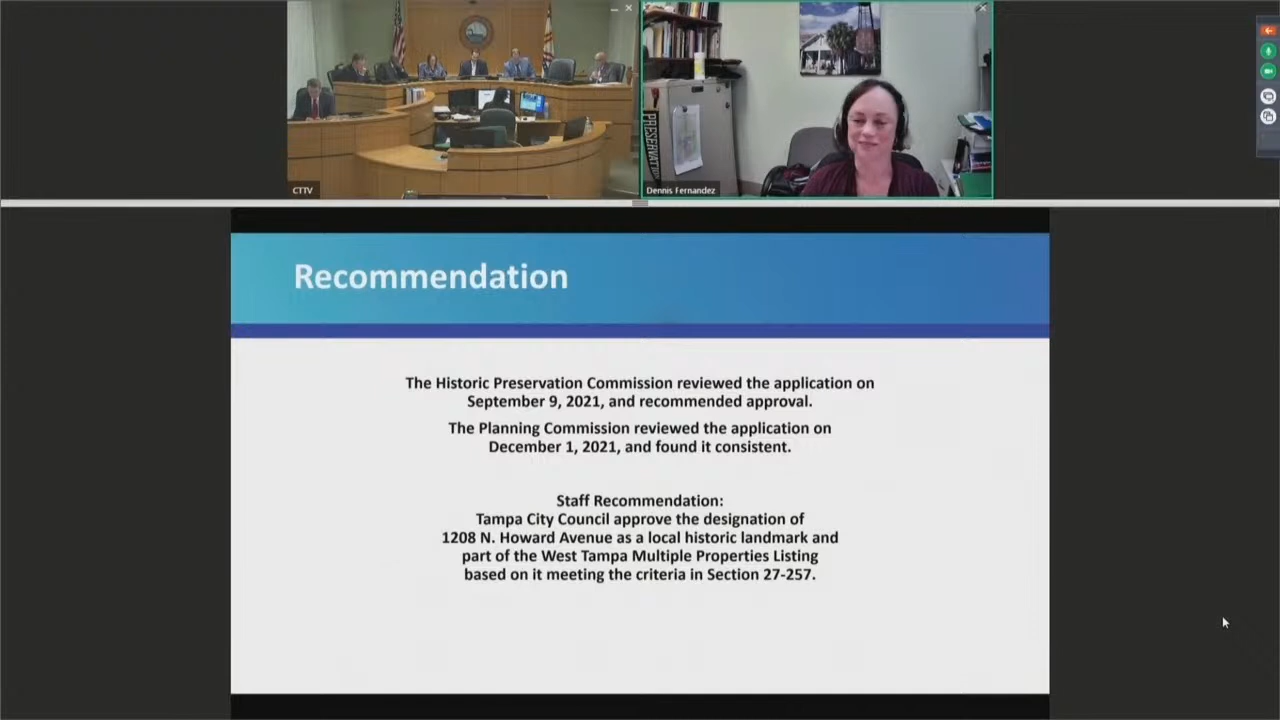 PRESERVATI
CTTV
Dennis Fernandez
Recommendation
The Historic Preservation Commission reviewed the application on
September 9, 2021, and recommended approval.
The Planning Commission reviewed the application on
December 1, 2021, and found it consistent.
Staff Recommendation:
Tampa City Council approve the designation of
1208 N. Howard Avenue as a local historic landmark and
part of the West Tampa Multiple Properties Listing
based on it meeting the criteria in Section 27-257.